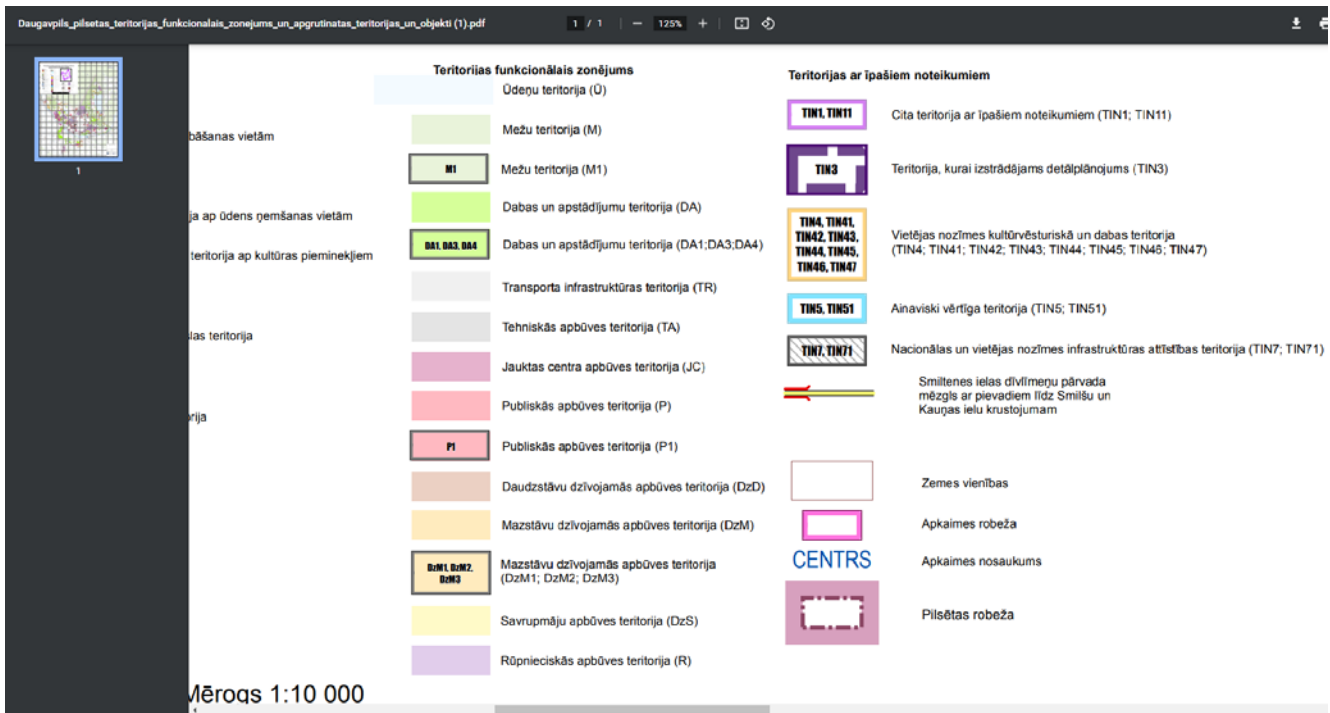 Daugavpils_pilsetas_teritorijas_funkcionalais_zonejums_un_apgrutinatas_teritorijas_un_objekti (1).pdf
1 / 1
125%
1
bāšanas vietām
ja ap ūdens ņemšanas vietām
teritorija ap kultūras pieminekļiem
las teritorija
rija
Mērogs 1:10 000
Teritorijas funkcionālais zonējums
Ūdeņu teritorija (Ū)
Mežu teritorija (M)
M1
Mežu teritorija (M1)
Dabas un apstādījumu teritorija (DA)
DA1, DA3, DA4
Dabas un apstādījumu teritorija (DA1;DA3;DA4)
Transporta infrastruktūras teritorija (TR)
Tehniskās apbūves teritorija (TA)
Jauktas centra apbūves teritorija (JC)
Publiskās apbūves teritorija (P)
P1
Publiskās apbūves teritorija (P1)
Daudzstāvu dzīvojamās apbūves teritorija (DzD)
Mazstāvu dzīvojamās apbūves teritorija (DzM)
DzM1, DzM2,
DzM3
Mazstāvu dzīvojamās apbūves teritorija
(DzM1; DzM2; DzM3)
Savrupmāju apbūves teritorija (DzS)
Rūpnieciskās apbūves teritorija (R)
Teritorijas ar īpašiem noteikumiem
TIN1, TIN11
Cita teritorija ar īpašiem noteikumiem (TIN1; TIN11)
TIN3
Teritorija, kurai izstrādājams detālplānojums (TIN3)
TIN4, TIN41,
TIN42, TIN43,
TIN44, TIN45,
TIN46, TIN47
Vietējas nozīmes kultūrvēsturiskā un dabas teritorija
(TIN4; TIN41; TIN42; TIN43; TIN44; TIN45; TIN46; TIN47)
TIN5, TIN51
Ainaviski vērtīga teritorija (TIN5; TIN51)
TIN7, TIN71
Nacionālas un vietējas nozīmes infrastruktūras attīstības teritorija (TIN7; TIN71)
Smiltenes ielas dīvlīmeņu pārvada
mēzgls ar pievadiem līdz Smilšu un
Kauņas ielu krustojumam
Zemes vienības
Apkaimes robeža
CENTRS
Apkaimes nosaukums
Pilsētas robeža